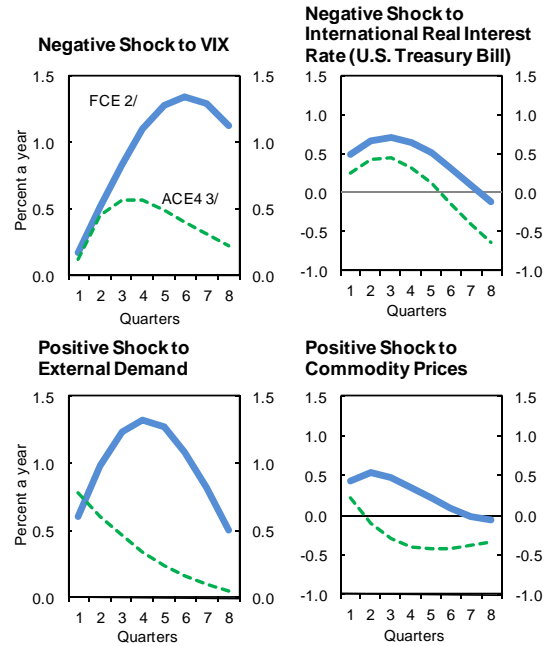 Negative Shock to VIX
1.5 1.5
FCE 2/
1.0 1.0
ACE4 3/
0.5 0.5
0.0 0.0
Percent a year
1 2 3 4 5 6 7 8
Quarters
Negative Shock to
International Real Interest
Rate (U.S. Treasury Bill)
1.5 1.5
1.0 1.0
0.5 0.5
0.0 0.0
-0.5 -0.5
-1.0 -1.0
1 2 3 4 5 6 7 8
Quarters
Positive Shock to
External Demand
1.5 1.5
1.0 1.0
0.5 0.5
0.0 0.0
Percent a year
1 2 3 4 5 6 7 8
Quarters
Positive Shock to
Commodity Prices
1.5 1.5
1.0 1.0
0.5 0.5
0.0 0.0
-0.5 -0.5
-1.0 -1.0
1 2 3 4 5 6 7 8
Quarters